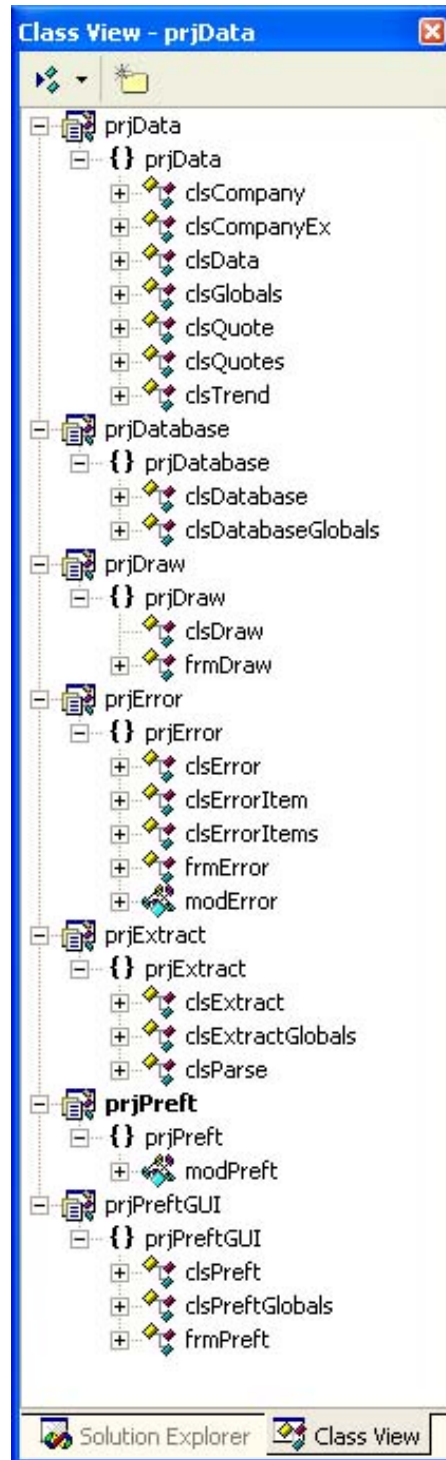 Class View - prjData
prjData
{} prjData
clsCompany
clsCompanyEx
clsData
clsGlobals
clsQuote
clsQuotes
clsTrend
prjDatabase
{} prjDatabase
clsDatabase
clsDatabaseGlobals
prjDraw
{} prjDraw
clsDraw
frmDraw
prjError
{} prjError
clsError
clsErrorItem
clsErrorItems
frmError
modError
prjExtract
{} prjExtract
clsExtract
clsExtractGlobals
clsParse
prjPreft
{} prjPreft
modPreft
prjPreftGUI
{} prjPreftGUI
clsPreft
clsPreftGlobals
frmPreft
Solution Explorer Class View